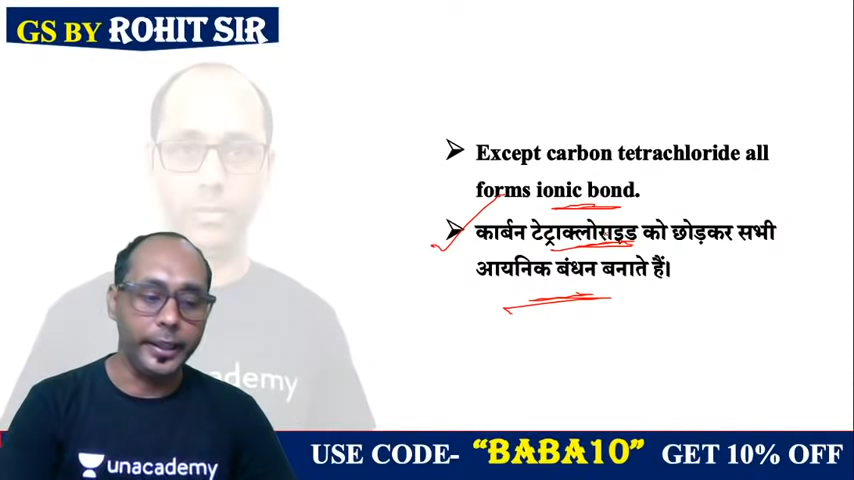 GS BY ROHIT SIR
Except carbon tetrachloride all
forms ionic bond.
कार्बन टेट्राक्लोराइड को छोड़कर सभी
आयनिक बंधन बनाते हैं।
ademy
unacademy
USE CODE- “BABA10” GET 10% OFF